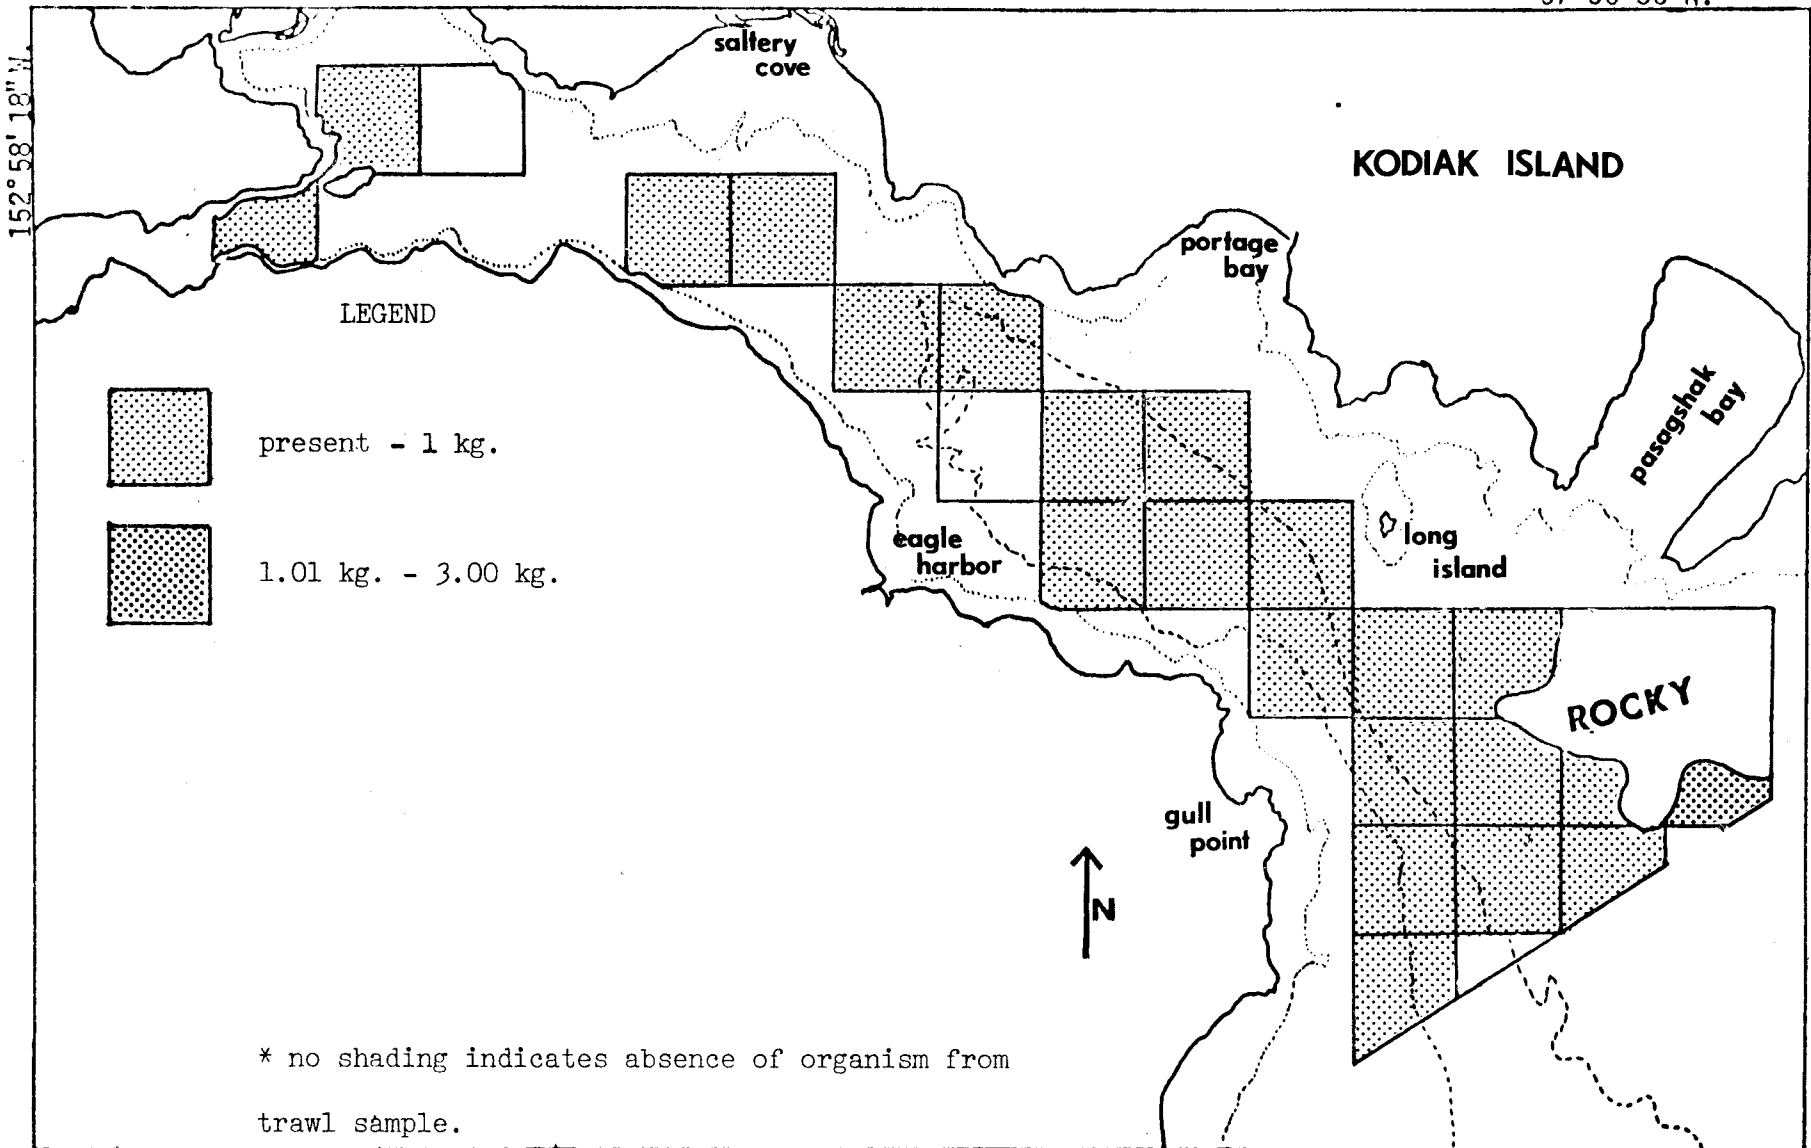 152°58'18"W.
saltery
cove
KODIAK ISLAND
portage
bay
LEGEND
pasagshak
bay
present - 1 kg.
eagle
harbor
long
island
1.01 kg. - 3.00 kg.
ROCKY
gull
point
N
* no shading indicates absence of organism from
trawl sample.